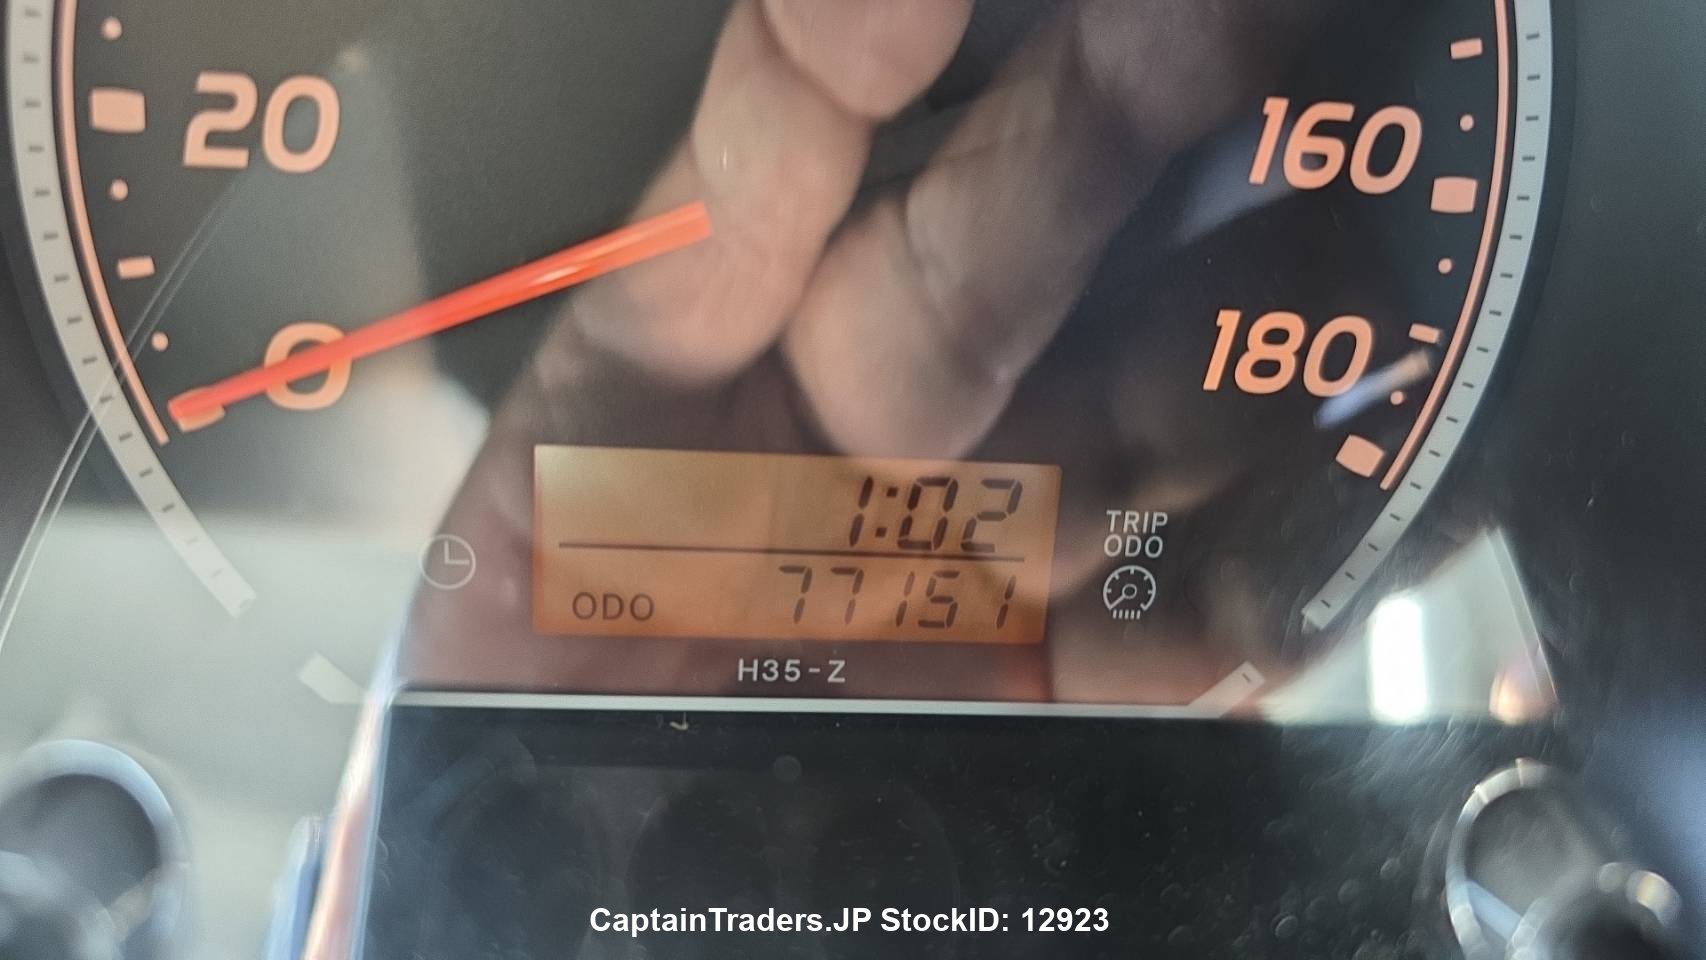 20
160
0
180
1:02
TRIP
ODO
ODO 77151
H35-Z
CaptainTraders.JP StockID: 12923